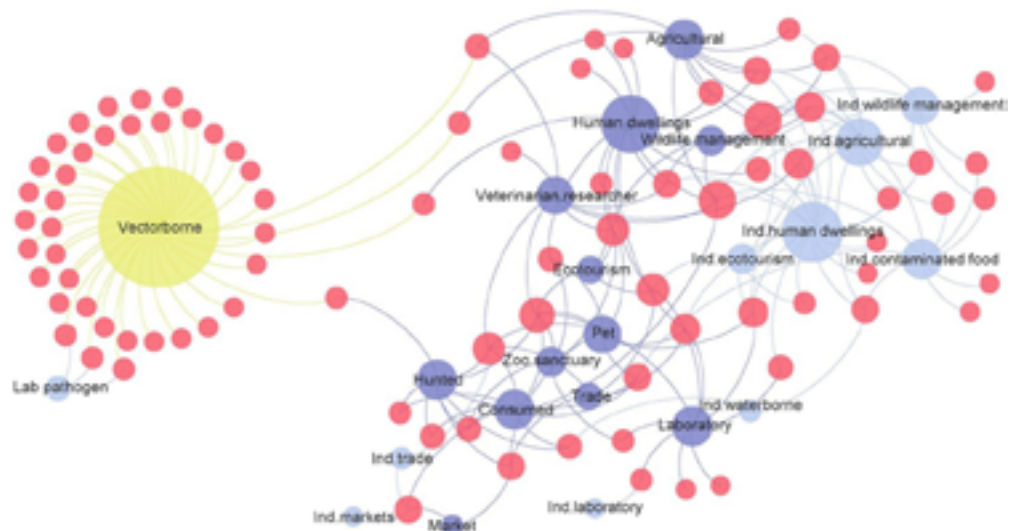 Agricultural
Ind.wildlife management:
Human dwellings
Wildlife management
Ind.agricultural
Veterinarian.researcher
Vectorborne
Ind.human dwellings
Ecotourism
Ind.ecotourism
Ind.contaminated food
Pet
Zoo.sanctuary
Hunted
Lab pathogen
Trade
Consumed
Ind.waterborne
Laboratory
Ind.trade
Ind.laboratory
Ind.markets
Market